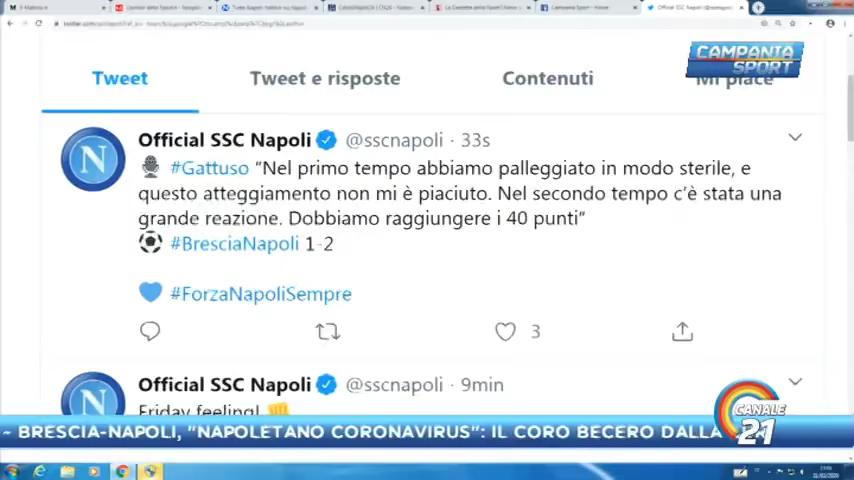 CAMPANIA
SPORT
Tweet
Tweet e risposte
Contenuti
Mi piace
Official SSC Napoli @sscnapoli · 33s
#Gattuso “Nel primo tempo abbiamo palleggiato in modo sterile, e
questo atteggiamento non mi è piaciuto. Nel secondo tempo c’è stata una
grande reazione. Dobbiamo raggiungere i 40 punti”
#BresciaNapoli 1-2
#ForzaNapoliSempre
3
Official SSC Napoli @sscnapoli · 9min
Friday feeling!
CANALE
21
~ BRESCIA-NAPOLI, "NAPOLETANO CORONAVIRUS": IL CORO BECERO DALLA